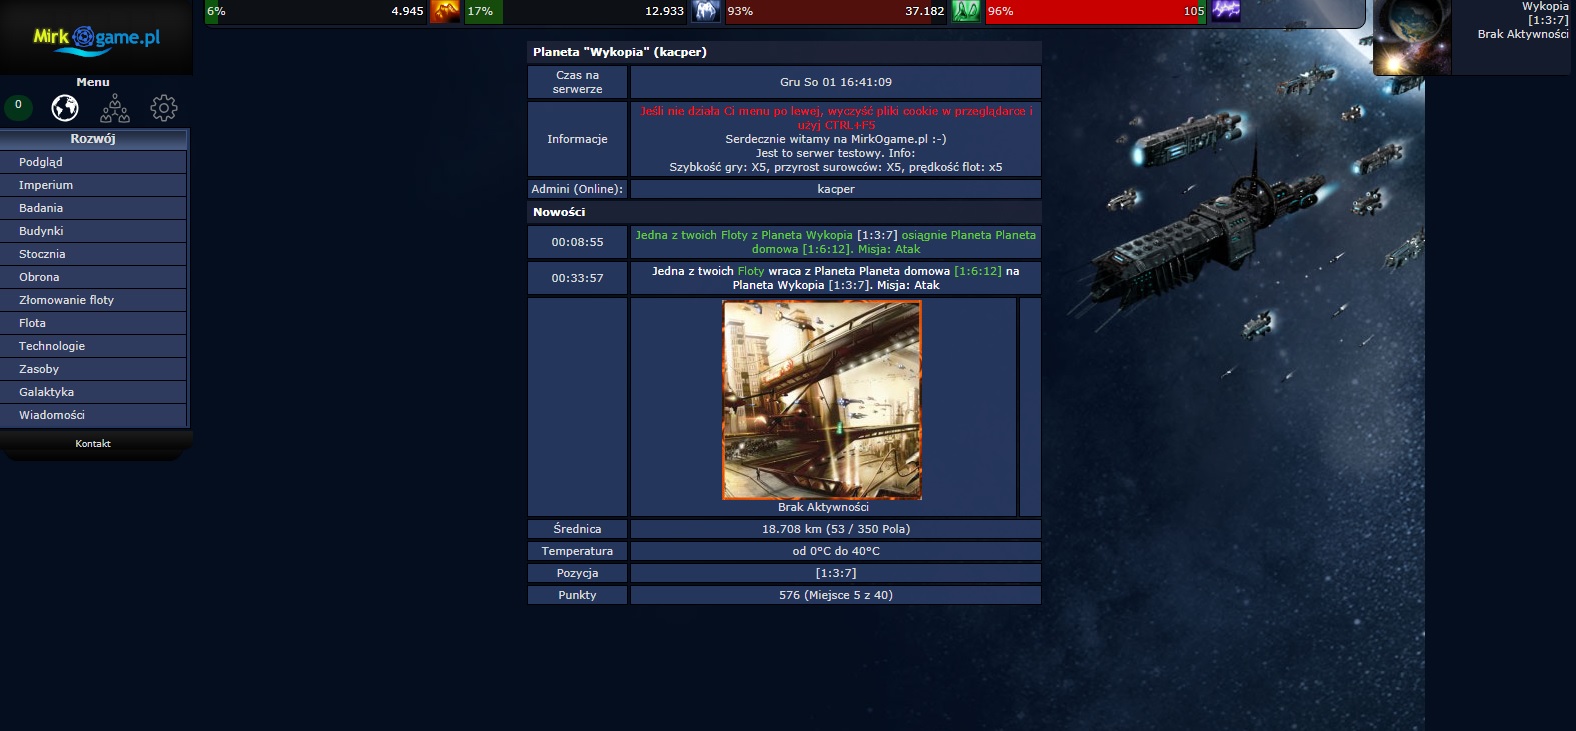 6% 4.945 17% 12.933 93% 37.182 96% 105
Wykopia
[1:3:7]
Brak Aktywności
Mirk game.pl
Menu
0
Rozwój
Podgląd
Imperium
Badania
Budynki
Stocznia
Obrona
Złomowanie floty
Flota
Technologie
Zasoby
Galaktyka
Wiadomości
Kontakt
Planeta "Wykopia" (kacper)
Czas na
serwerze
Gru So 01 16:41:09
Informacje
Jeśli nie działa Ci menu po lewej, wyczyść pliki cookie w przeglądarce i
użyj CTRL+F5
Serdecznie witamy na MirkOgame.pl :-)
Jest to serwer testowy. Info:
Szybkość gry: X5, przyrost surowców: X5, prędkość flot: x5
Admini (Online): kacper
Nowości
00:08:55
Jedna z twoich Floty z Planeta Wykopia [1:3:7] osiągnie Planeta Planeta
domowa [1:6:12]. Misja: Atak
00:33:57
Jedna z twoich Floty wraca z Planeta Planeta domowa [1:6:12] na
Planeta Wykopia [1:3:7]. Misja: Atak
Brak Aktywności
Średnica 18.708 km (53 / 350 Pola)
Temperatura od 0°C do 40°C
Pozycja [1:3:7]
Punkty 576 (Miejsce 5 z 40)